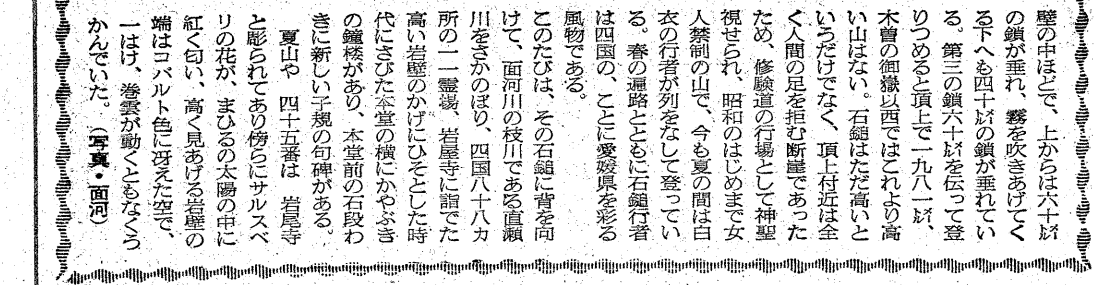 壁の中ほどで、上からは六十㍍
の鎖が垂れ、霧を吹きあげてく
る下へも四十㍍の鎖が垂れてい
る。第三の鎖六十㍍を伝って登
りつめると頂上で一九八一㍍、
木曽の御嶽以西ではこれより高
い山はない。石鎚はただ高いと
いうだけでなく、頂上付近は全
く人間の足を拒む断崖であった
ため、修験道の行場として神聖
視せられ、昭和のはじめまで女
人禁制の山で、今も夏の間は白
衣の行者が列をなして登ってい
る。春の遍路とともに石鎚行者
は四国の、ことに愛媛県を彩る
風物である。
このたびは、その石鎚に背を向
けて、面河川の枝川である直瀬
川をさかのぼり、四国八十八カ
所の一霊場、岩屋寺に詣でた
高い岩壁のかげにひそとした時
代にさびた本堂の横にかやぶき
の鐘楼があり、本堂前の石段わ
きに新しい子規の句碑がある。
夏山や 四十五番は 岩屋寺
と彫られてあり傍らにサルスベ
リの花が、まひるの太陽の中に
紅く匂い、高く見あげる岩壁の
端はコバルト色に冴えた空で、
一はけ、巻雲が動くともなくう
かんでいた。(写真・面河)